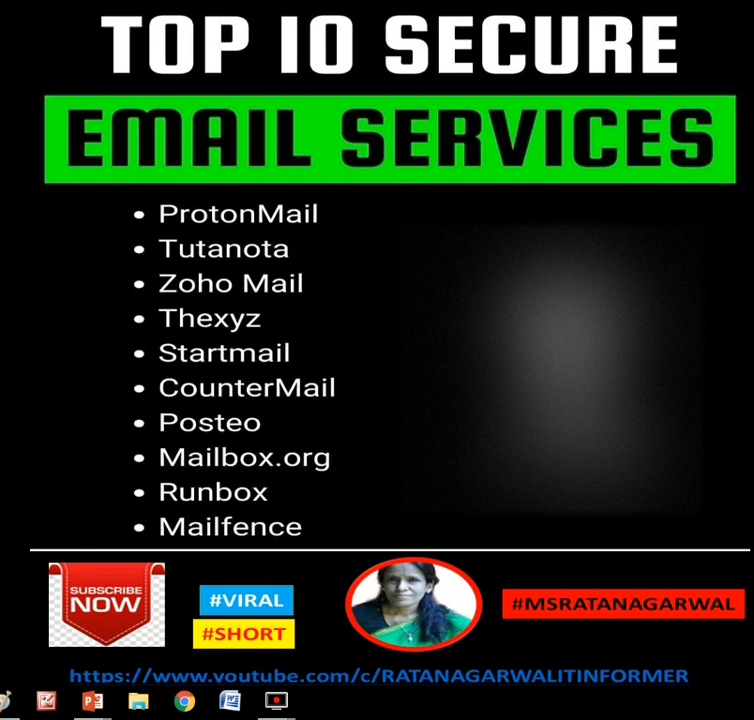 TOP 10 SECURE
EMAIL SERVICES
• ProtonMail
• Tutanota
• Zoho Mail
• Thexyz
• Startmail
• CounterMail
• Posteo
• Mailbox.org
• Runbox
• Mailfence
SUBSCRIBE
NOW
#VIRAL
#SHORT
#MSRATANAGARWAL
https://www.youtube.com/c/RATANAGARWALITINFORMER